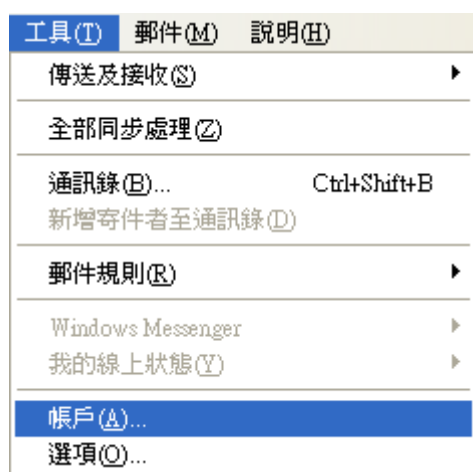 工具(T) 郵件(M) 說明(H)
傳送及接收(S)
全部同步處理(Z)
通訊錄(B)... Ctrl+Shift+B
新增寄件者至通訊錄(D)
郵件規則(R)
Windows Messenger
我的線上狀態(Y)
帳戶(A)...
選項(O)...